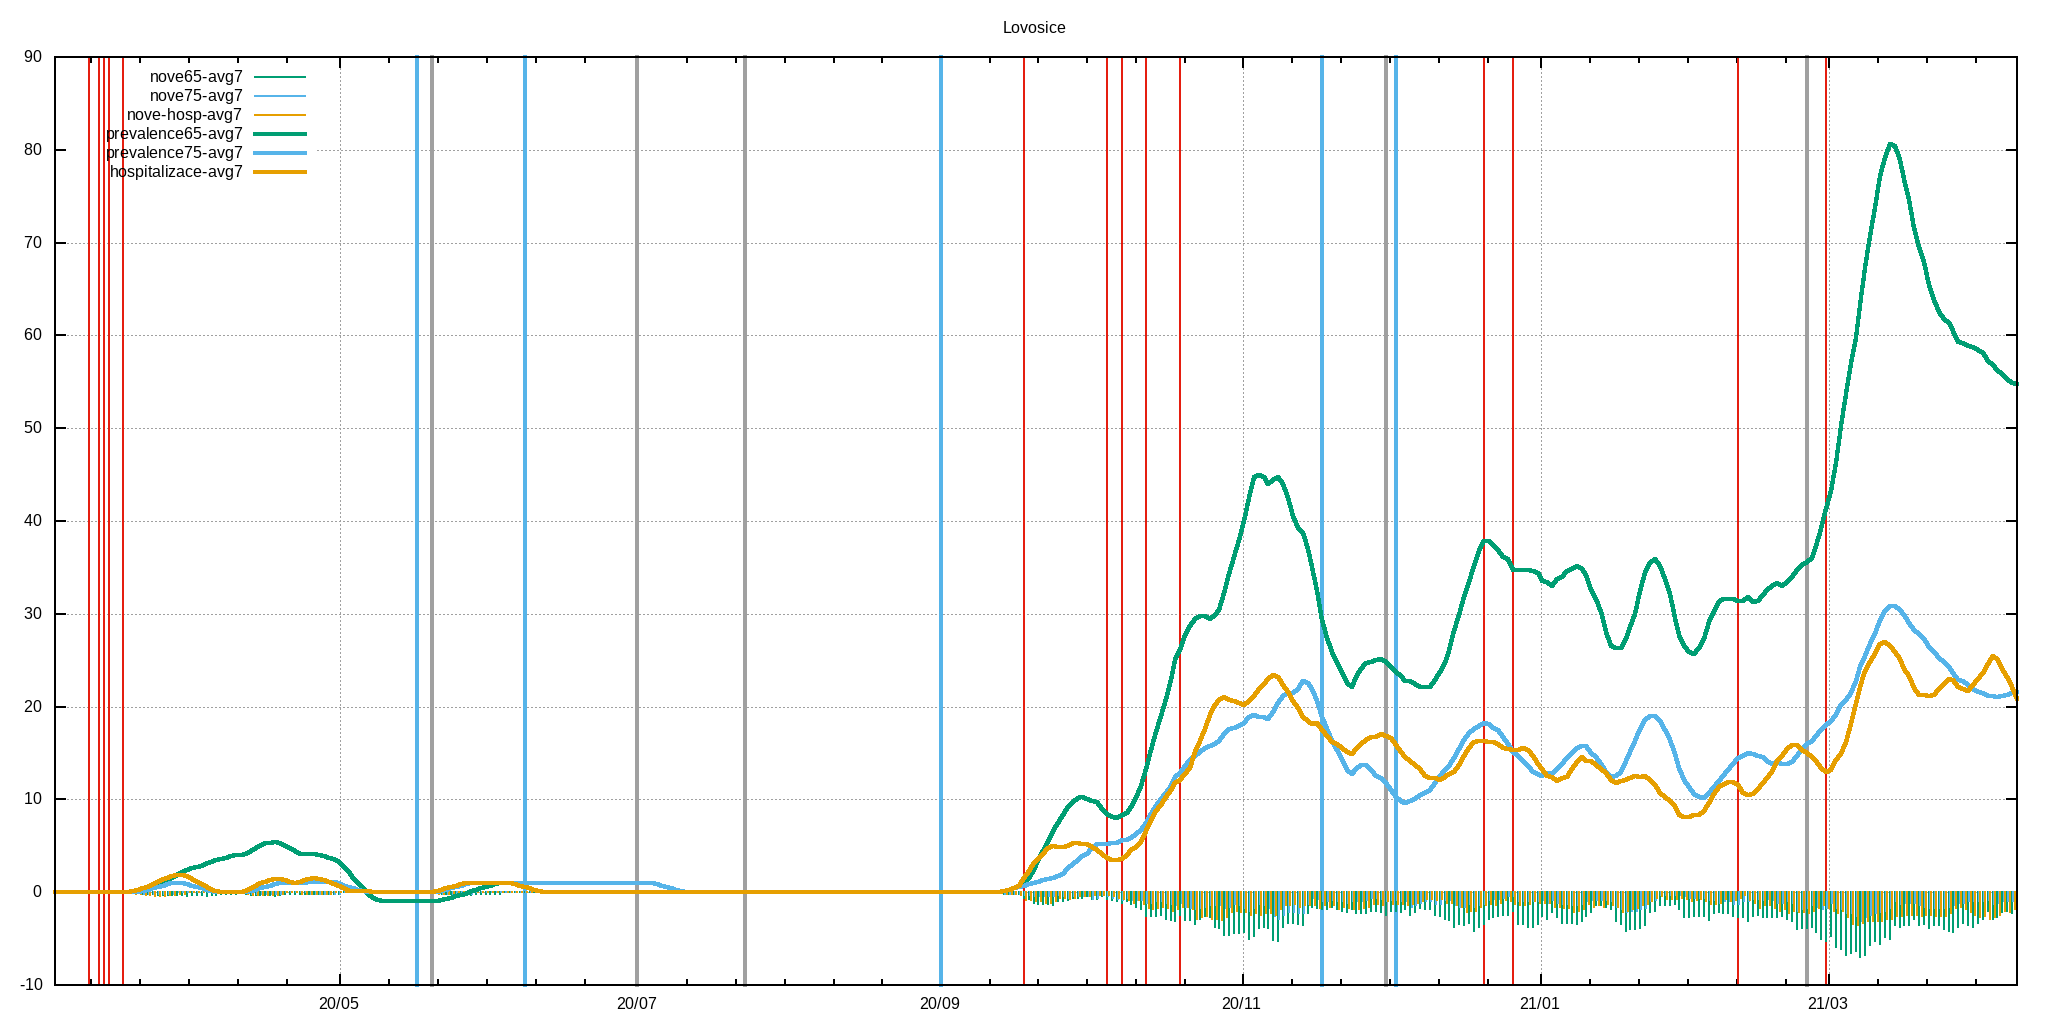 Lovosice
90
80
70
60
50
40
30
20
10
0
-10
nove65-avg7
nove75-avg7
nove-hosp-avg7
prevalence65-avg7
prevalence75-avg7
hospitalizace-avg7
20/05 20/07 20/09 20/11 21/01 21/03